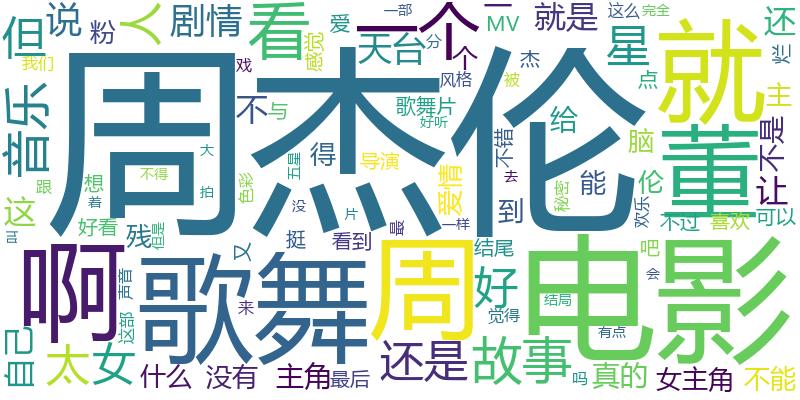 周杰伦
电影
歌舞
就
董
周
啊
看
一个
但
说
粉
人
剧情
感觉
爱
一部
MV
一
就是
这么
完全
还
我们
戏
天台
分
个
星
烂
音乐
不
与
歌舞片
好听
风格
杰
被
不错
给
点
主
不是
让
脑
伦
大
五星
得
导演
爱情
去
秘密
能
到
欢乐
不过
喜欢
可以
跟
想
着
不得
拍
色彩
没
片
最
一样
这
好看
但是
残
挺
看到
结尾
吧
会
又
声音
这部
来
好
觉得
结局
有点
自己
太
女
什么
没有
主角
最后
还是
故事
吗
真的
女主角
不能